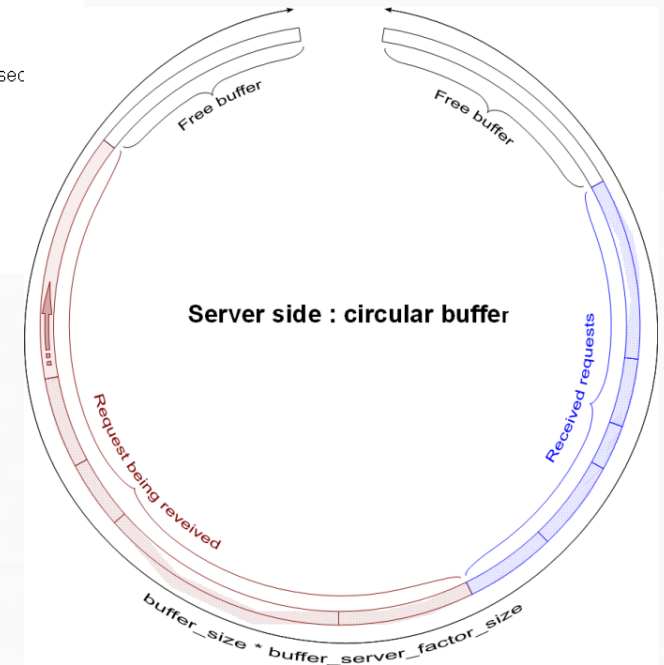 sec
Free buffer
Free buffer
Server side : circular buffer
Received requests
Request being reveived
buffer_size * buffer_server_factor_size